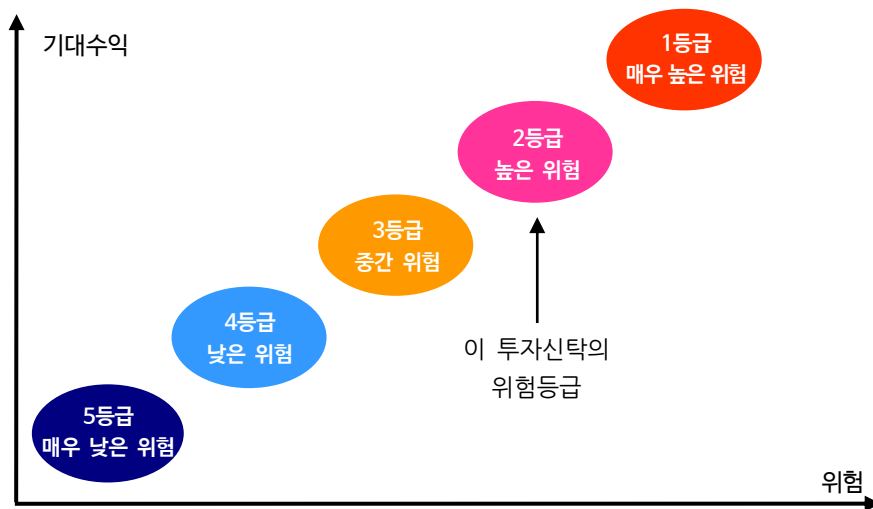 기대수익
1등급
매우 높은 위험
2등급
높은 위험
3등급
중간 위험
4등급
낮은 위험
이 투자신탁의
위험등급
5등급
매우 낮은 위험
위험